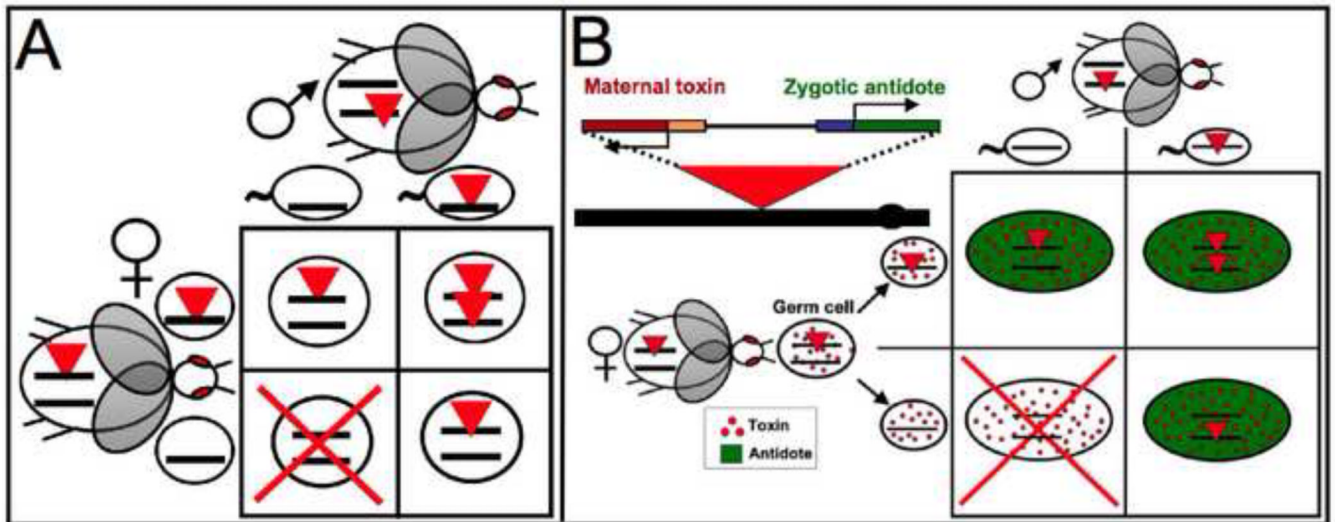 A
B
Maternal toxin
Zygotic antidote
Germ cell
Toxin
Antidote